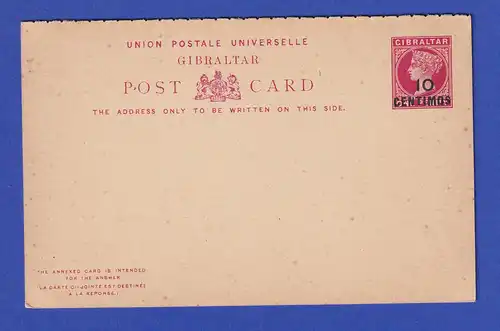 UNION POSTALE UNIVERSELLE
GIBRALTAR
POST CARD
THE ADDRESS ONLY TO BE WRITTEN ON THIS SIDE.
GIBRALTAR
10
CENTIMOS
THE ANNEXED CARD IS INTENDED
FOR THE ANSWER.
(LA CARTE CI-JOINTE EST DESTINÉE
A LA RÉPONSE.)